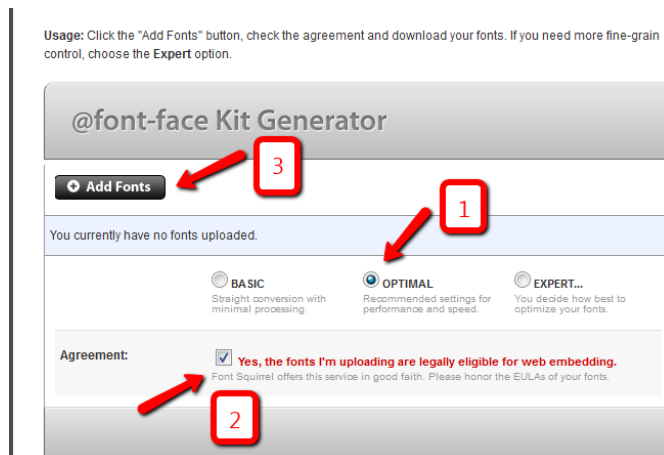 Usage: Click the "Add Fonts" button, check the agreement and download your fonts. If you need more fine-grain
control, choose the Expert option.
@font-face Kit Generator
3
Add Fonts
1
You currently have no fonts uploaded.
BASIC OPTIMAL EXPERT...
Straight conversion with Recommended settings for You decide how best to
minimal processing. performance and speed. optimize your fonts.
Agreement: Yes, the fonts I'm uploading are legally eligible for web embedding.
Font Squirrel offers this service in good faith. Please honor the EULAs of your fonts.
2